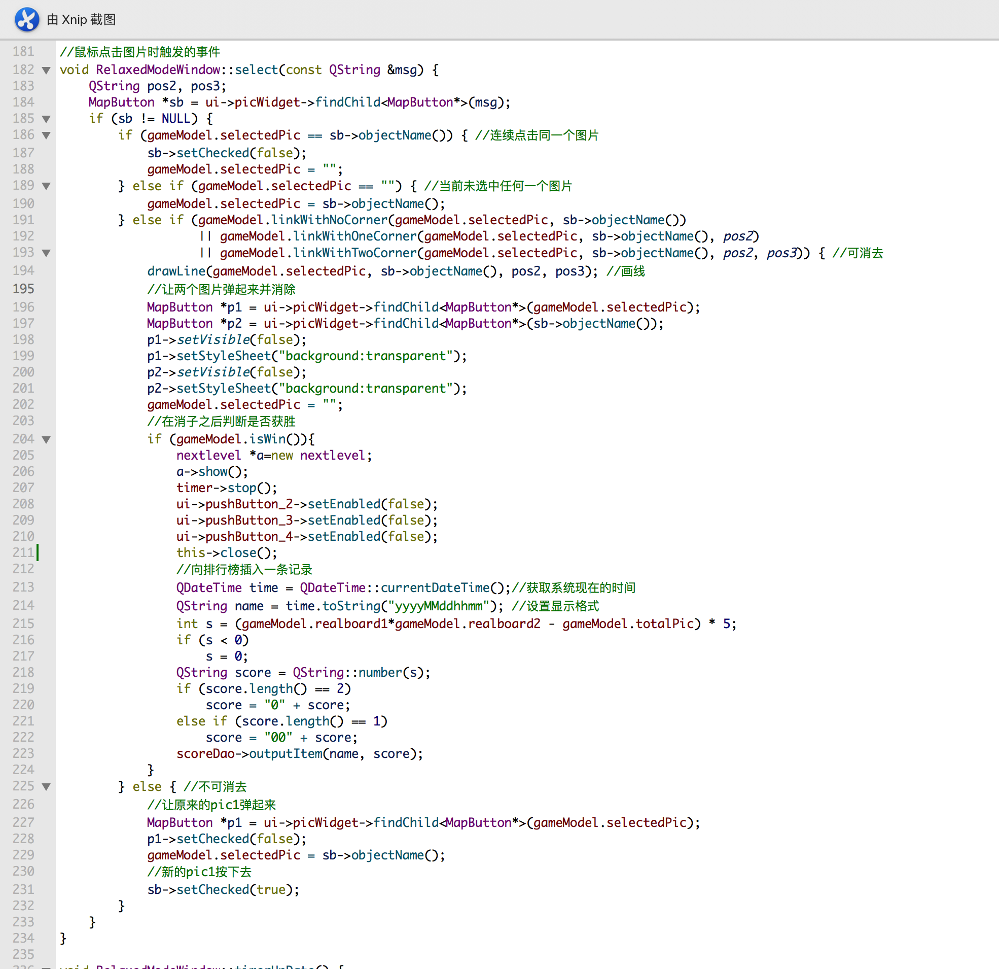 由 Xnip 截图
181 //鼠标点击图片时触发的事件
182 void RelaxedModeWindow::select(const QString &msg) {
183     QString pos2, pos3;
184     MapButton *sb = ui->picWidget->findChild<MapButton*>(msg);
185     if (sb != NULL) {
186         if (gameModel.selectedPic == sb->objectName()) { //连续点击同一个图片
187             sb->setChecked(false);
188             gameModel.selectedPic = "";
189         } else if (gameModel.selectedPic == "") { //当前未选中任何一个图片
190             gameModel.selectedPic = sb->objectName();
191         } else if (gameModel.linkWithNoCorner(gameModel.selectedPic, sb->objectName())
192                    || gameModel.linkWithOneCorner(gameModel.selectedPic, sb->objectName(), pos2)
193                    || gameModel.linkWithTwoCorner(gameModel.selectedPic, sb->objectName(), pos2, pos3)) { //可消去
194             drawLine(gameModel.selectedPic, sb->objectName(), pos2, pos3); //画线
195             //让两个图片弹起来并消除
196             MapButton *p1 = ui->picWidget->findChild<MapButton*>(gameModel.selectedPic);
197             MapButton *p2 = ui->picWidget->findChild<MapButton*>(sb->objectName());
198             p1->setVisible(false);
199             p1->setStyleSheet("background:transparent");
200             p2->setVisible(false);
201             p2->setStyleSheet("background:transparent");
202             gameModel.selectedPic = "";
203             //在消子之后判断是否获胜
204             if (gameModel.isWin()){
205                 nextlevel *a=new nextlevel;
206                 a->show();
207                 timer->stop();
208                 ui->pushButton_2->setEnabled(false);
209                 ui->pushButton_3->setEnabled(false);
210                 ui->pushButton_4->setEnabled(false);
211                 this->close();
212                 //向排行榜插入一条记录
213                 QDateTime time = QDateTime::currentDateTime();//获取系统现在的时间
214                 QString name = time.toString("yyyyMMddhhmm"); //设置显示格式
215                 int s = (gameModel.realboard1*gameModel.realboard2 - gameModel.totalPic) * 5;
216                 if (s < 0)
217                     s = 0;
218                 QString score = QString::number(s);
219                 if (score.length() == 2)
220                     score = "0" + score;
221                 else if (score.length() == 1)
222                     score = "00" + score;
223                 scoreDao->outputItem(name, score);
224             }
225         } else { //不可消去
226             //让原来的pic1弹起来
227             MapButton *p1 = ui->picWidget->findChild<MapButton*>(gameModel.selectedPic);
228             p1->setChecked(false);
229             gameModel.selectedPic = sb->objectName();
230             //新的pic1按下去
231             sb->setChecked(true);
232         }
233     }
234 }
235
236 void RelaxedModeWindow::timerUpDate() {